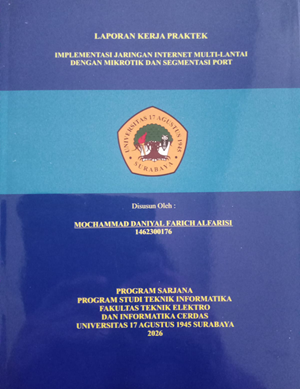 LAPORAN KERJA PRAKTEK
IMPLEMENTASI JARINGAN INTERNET MULTI-LANTAI
DENGAN MIKROTIK DAN SEGMENTASI PORT
UNIVERSITAS 17 AGUSTUS 1945
SURABAYA
Disusun Oleh :
MOCHAMMAD DANIYAL FARICH ALFARISI
1462300176
PROGRAM SARJANA
PROGRAM STUDI TEKNIK INFORMATIKA
FAKULTAS TEKNIK ELEKTRO
DAN INFORMATIKA CERDAS
UNIVERSITAS 17 AGUSTUS 1945 SURABAYA
2026